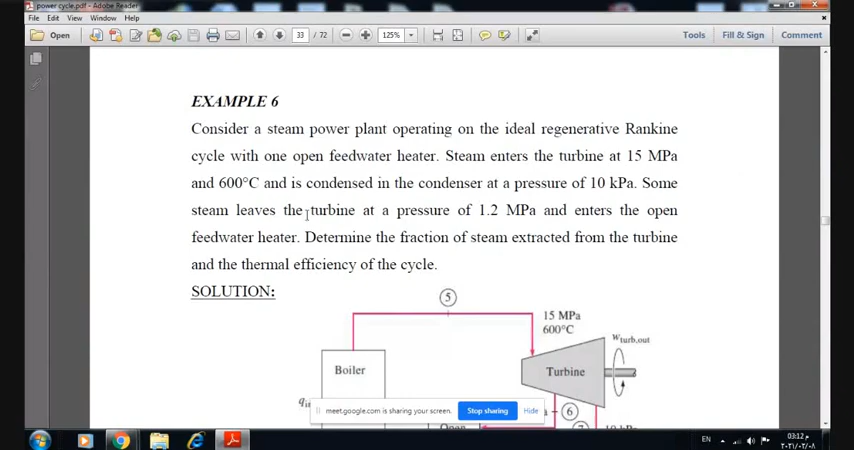 power cycle.pdf - Adobe Reader
File Edit View Window Help
Open 33 / 72 125% Tools Fill & Sign Comment
EXAMPLE 6
Consider a steam power plant operating on the ideal regenerative Rankine
cycle with one open feedwater heater. Steam enters the turbine at 15 MPa
and 600°C and is condensed in the condenser at a pressure of 10 kPa. Some
steam leaves the turbine at a pressure of 1.2 MPa and enters the open
feedwater heater. Determine the fraction of steam extracted from the turbine
and the thermal efficiency of the cycle.
SOLUTION:
5
15 MPa
600°C
Wturb,out
Boiler
Turbine
meet.google.com is sharing your screen. Stop sharing Hide
6
EN
03:12 م
٢٠٢١/٠٢/٠٨